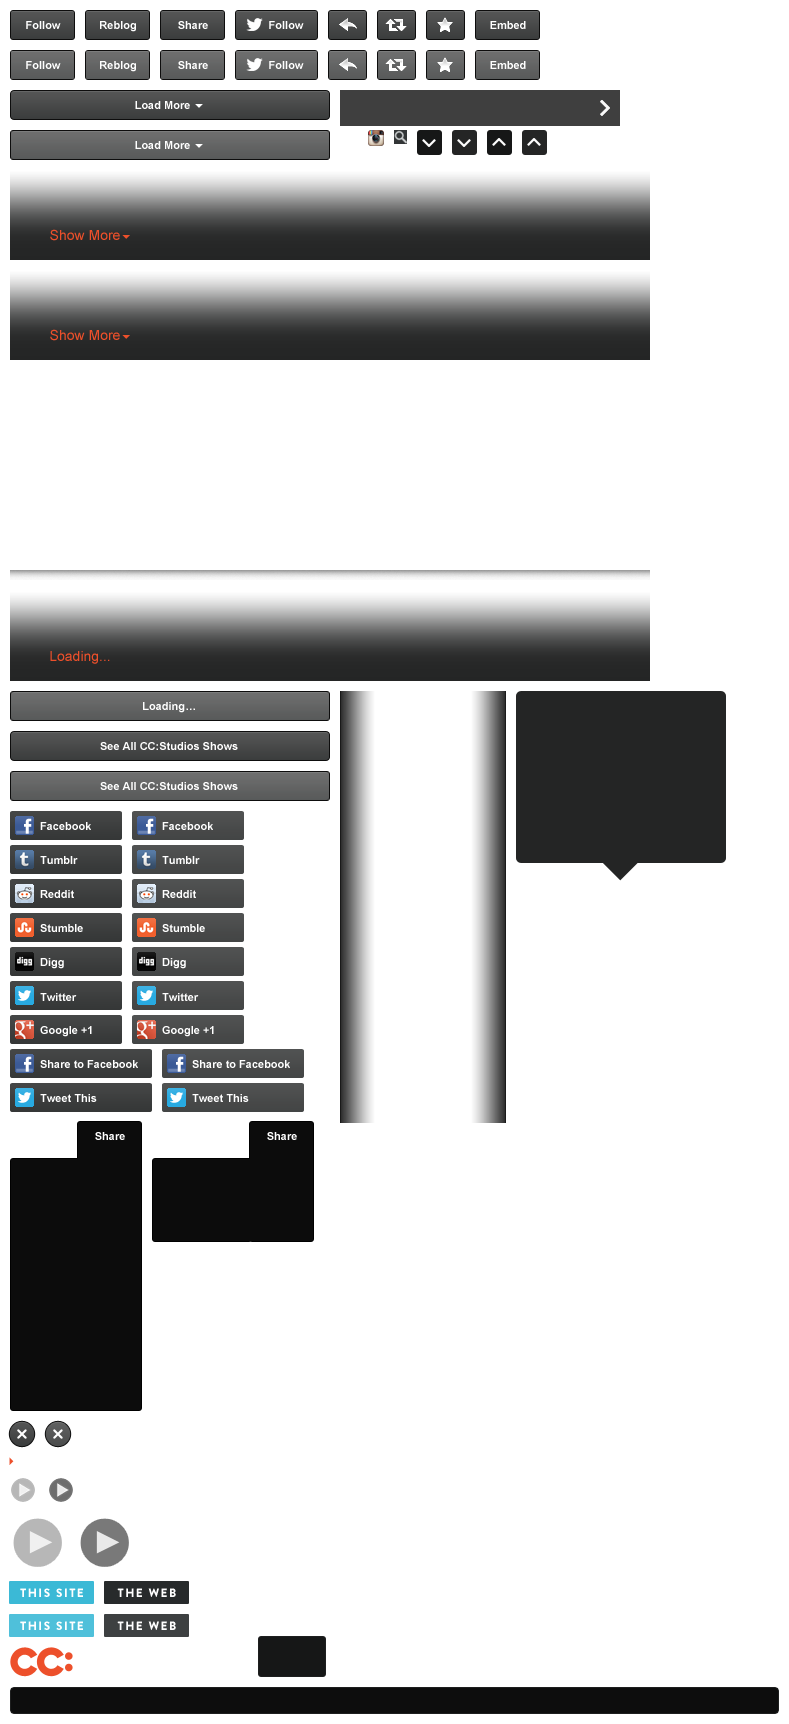 Follow Reblog Share Follow Embed
Follow Reblog Share Follow Embed
Load More
Load More
Show More
Show More
Loading...
Loading...
See All CC:Studios Shows
See All CC:Studios Shows
Facebook Facebook
Tumblr Tumblr
Reddit Reddit
Stumble Stumble
digg Digg digg Digg
Twitter Twitter
Google +1 Google +1
Share to Facebook Share to Facebook
Tweet This Tweet This
Share Share
THIS SITE THE WEB
THIS SITE THE WEB
CC: